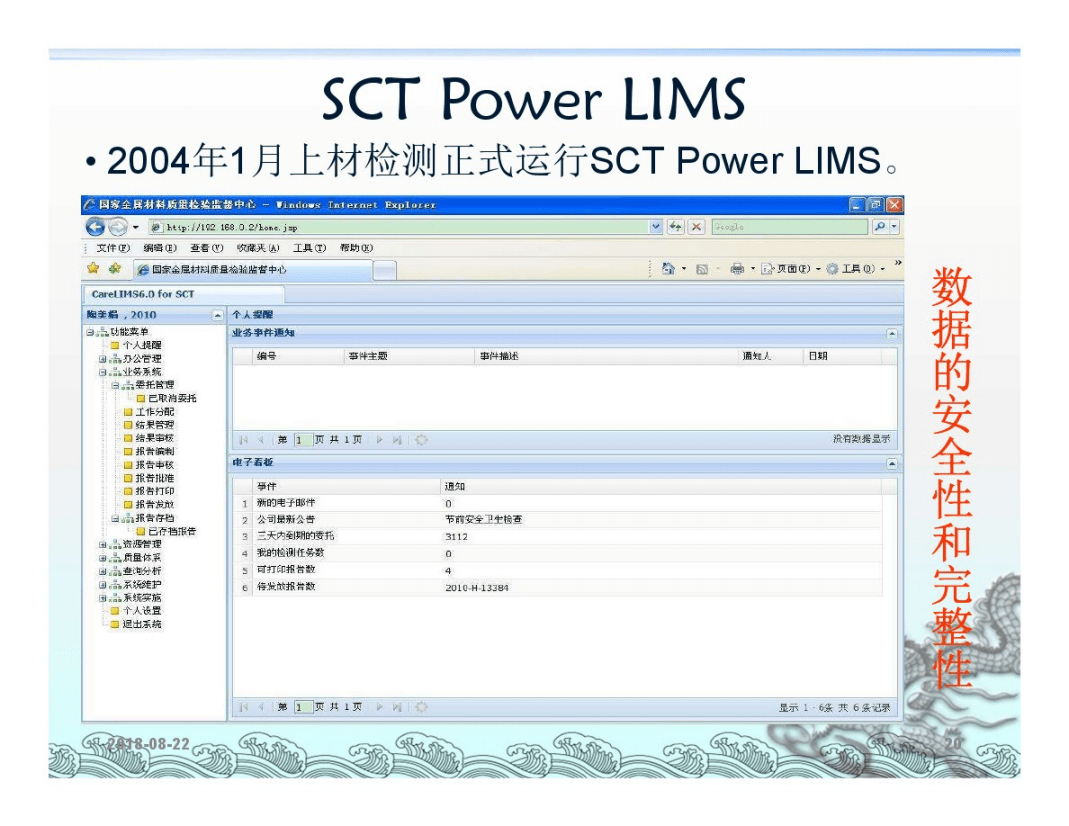 SCT Power LIMS
• 2004年1月上材检测正式运行SCT Power LIMS。
国家金属材料质量检验监督中心 - Windows Internet Explorer
http://192.168.0.2/home.jsp
Google
文件(F) 编辑(E) 查看(V) 收藏夹(A) 工具(T) 帮助(H)
国家金属材料质量检验监督中心
页面(P) 工具(O) »
CareLIMS6.0 for SCT
, 2010
个人提醒
功能菜单
个人提醒
办公管理
业务系统
委托管理
已取消委托
工作分配
结果管理
结果审核
报告编制
报告审核
报告批准
报告打印
报告发放
报告存档
已存档报告
资源管理
质量体系
查询分析
系统维护
系统实施
个人设置
退出系统
业务事件通知
编号 事件主题 事件描述 通知人 日期
第 1 页 共 1 页
没有数据显示
电子看板
事件 通知
1 新的电子邮件 0
2 公司最新公告 节前安全卫生检查
3 三天内到期的委托 3112
4 我的检测任务数 0
5 可打印报告数 4
6 待发放报告数 2010-H-13384
第 1 页 共 1 页
显示 1 - 6条 共 6 条记录
数据的安全性和完整性
2018-08-22
20